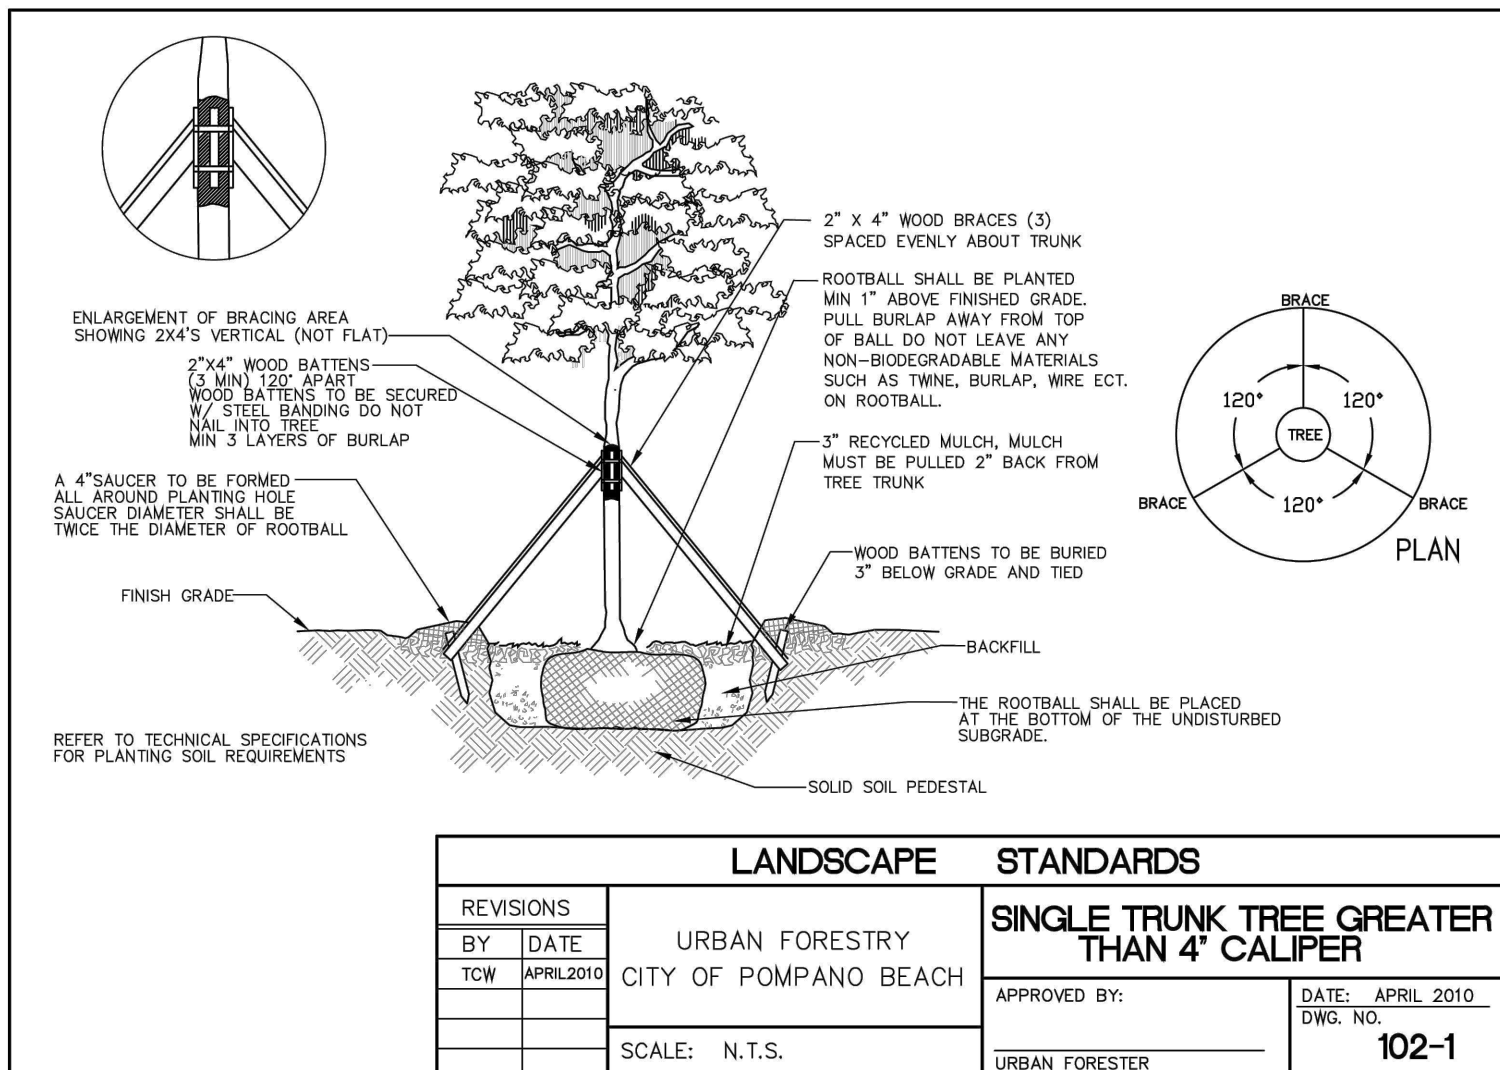 2" X 4" WOOD BRACES (3)
SPACED EVENLY ABOUT TRUNK
ROOTBALL SHALL BE PLANTED
MIN 1" ABOVE FINISHED GRADE.
PULL BURLAP AWAY FROM TOP
OF BALL DO NOT LEAVE ANY
NON-BIODEGRADABLE MATERIALS
SUCH AS TWINE, BURLAP, WIRE ECT.
ON ROOTBALL.
ENLARGEMENT OF BRACING AREA
SHOWING 2X4'S VERTICAL (NOT FLAT)
2"X4" WOOD BATTENS
(3 MIN) 120° APART
WOOD BATTENS TO BE SECURED
W/ STEEL BANDING DO NOT
NAIL INTO TREE
MIN 3 LAYERS OF BURLAP
3" RECYCLED MULCH, MULCH
MUST BE PULLED 2" BACK FROM
TREE TRUNK
A 4"SAUCER TO BE FORMED
ALL AROUND PLANTING HOLE
SAUCER DIAMETER SHALL BE
TWICE THE DIAMETER OF ROOTBALL
WOOD BATTENS TO BE BURIED
3" BELOW GRADE AND TIED
FINISH GRADE
BACKFILL
THE ROOTBALL SHALL BE PLACED
AT THE BOTTOM OF THE UNDISTURBED
SUBGRADE.
REFER TO TECHNICAL SPECIFICATIONS
FOR PLANTING SOIL REQUIREMENTS
SOLID SOIL PEDESTAL
BRACE
120° 120°
TREE
120°
BRACE BRACE
PLAN
LANDSCAPE STANDARDS
REVISIONS
BY DATE
TCW APRIL2010
URBAN FORESTRY
CITY OF POMPANO BEACH
SCALE: N.T.S.
SINGLE TRUNK TREE GREATER
THAN 4" CALIPER
APPROVED BY:
URBAN FORESTER
DATE: APRIL 2010
DWG. NO.
102-1